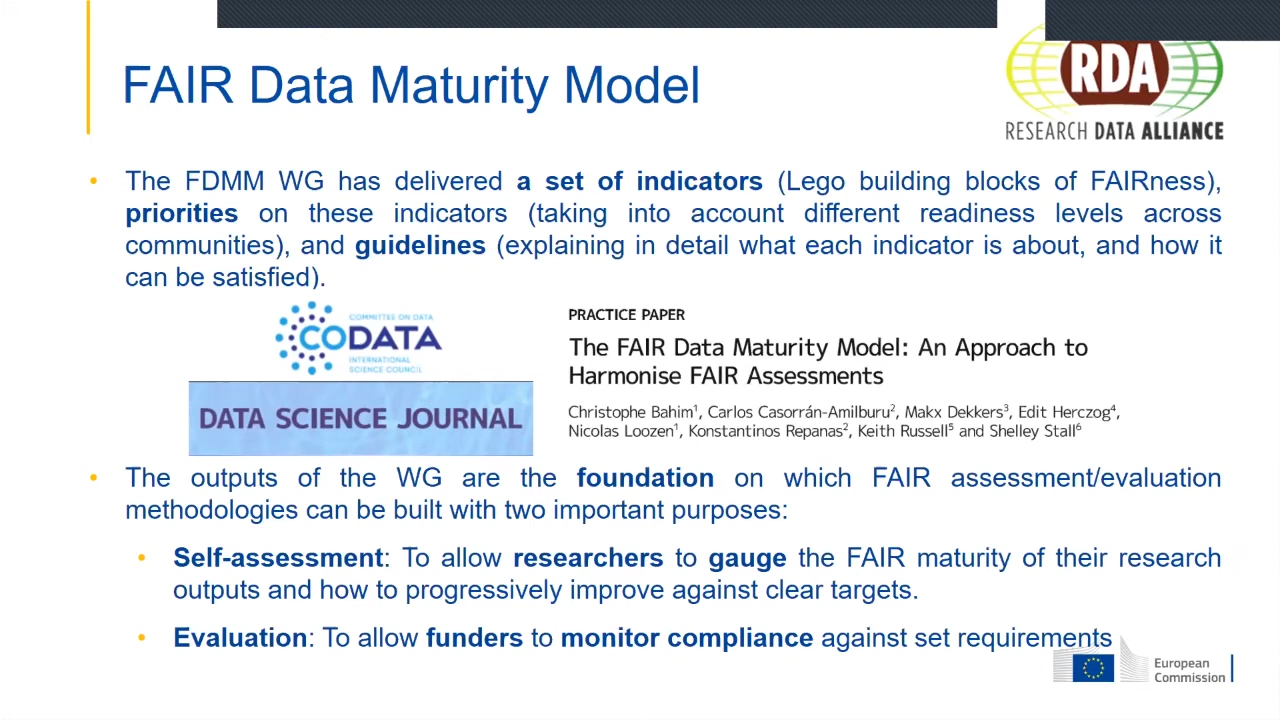 RDA
RESEARCH DATA ALLIANCE
FAIR Data Maturity Model
• The FDMM WG has delivered a set of indicators (Lego building blocks of FAIRness),
priorities on these indicators (taking into account different readiness levels across
communities), and guidelines (explaining in detail what each indicator is about, and how it
can be satisfied).
COMMITTEE ON DATA
CODATA
INTERNATIONAL
SCIENCE COUNCIL
DATA SCIENCE JOURNAL
PRACTICE PAPER
The FAIR Data Maturity Model: An Approach to
Harmonise FAIR Assessments
Christophe Bahim¹, Carlos Casorrán-Amilburu², Makx Dekkers³, Edit Herczog⁴,
Nicolas Loozen¹, Konstantinos Repanas², Keith Russell⁵ and Shelley Stall⁶
• The outputs of the WG are the foundation on which FAIR assessment/evaluation
methodologies can be built with two important purposes:
• Self-assessment: To allow researchers to gauge the FAIR maturity of their research
outputs and how to progressively improve against clear targets.
• Evaluation: To allow funders to monitor compliance against set requirements
European
Commission